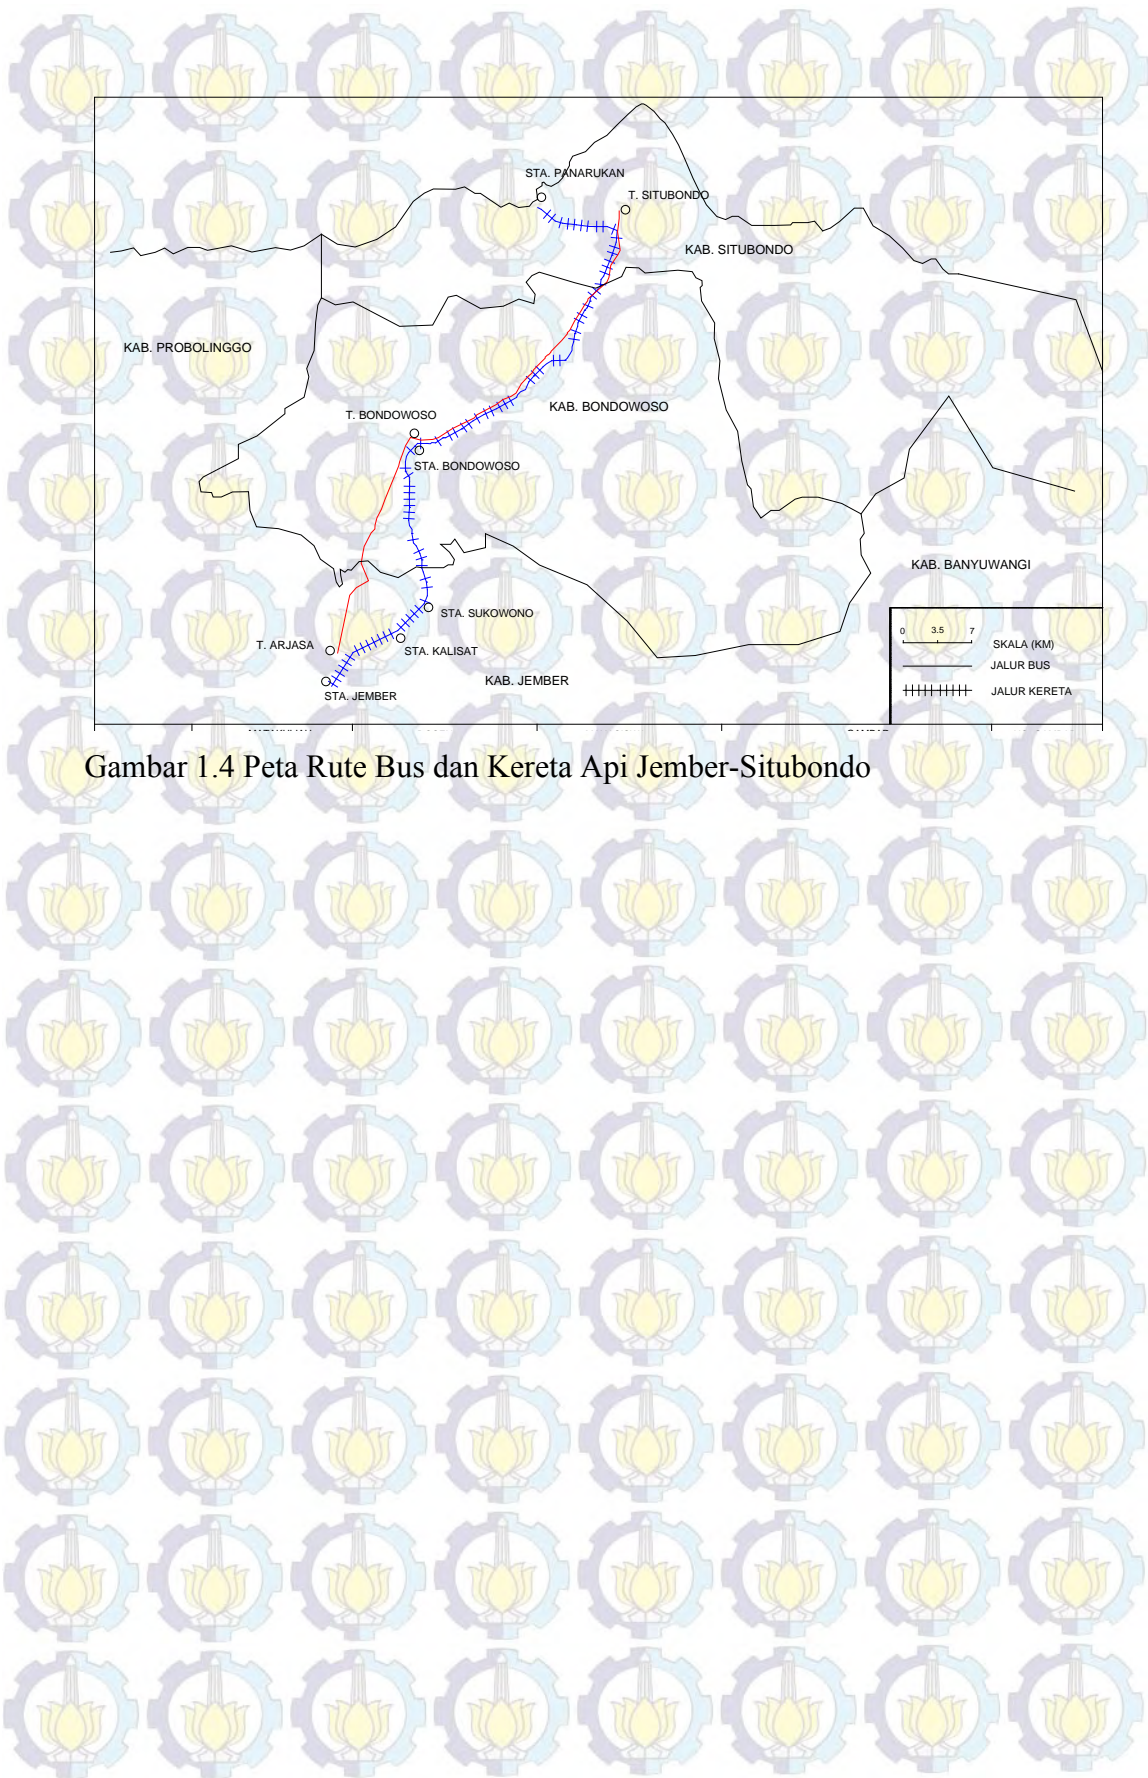 STA. PANARUKAN
T. SITUBONDO
KAB. SITUBONDO
KAB. PROBOLINGGO
KAB. BONDOWOSO
T. BONDOWOSO
STA. BONDOWOSO
KAB. BANYUWANGI
STA. SUKOWONO
T. ARJASA
STA. KALISAT
KAB. JEMBER
STA. JEMBER
0 3.5 7
SKALA (KM)
JALUR BUS
JALUR KERETA
Gambar 1.4 Peta Rute Bus dan Kereta Api Jember-Situbondo